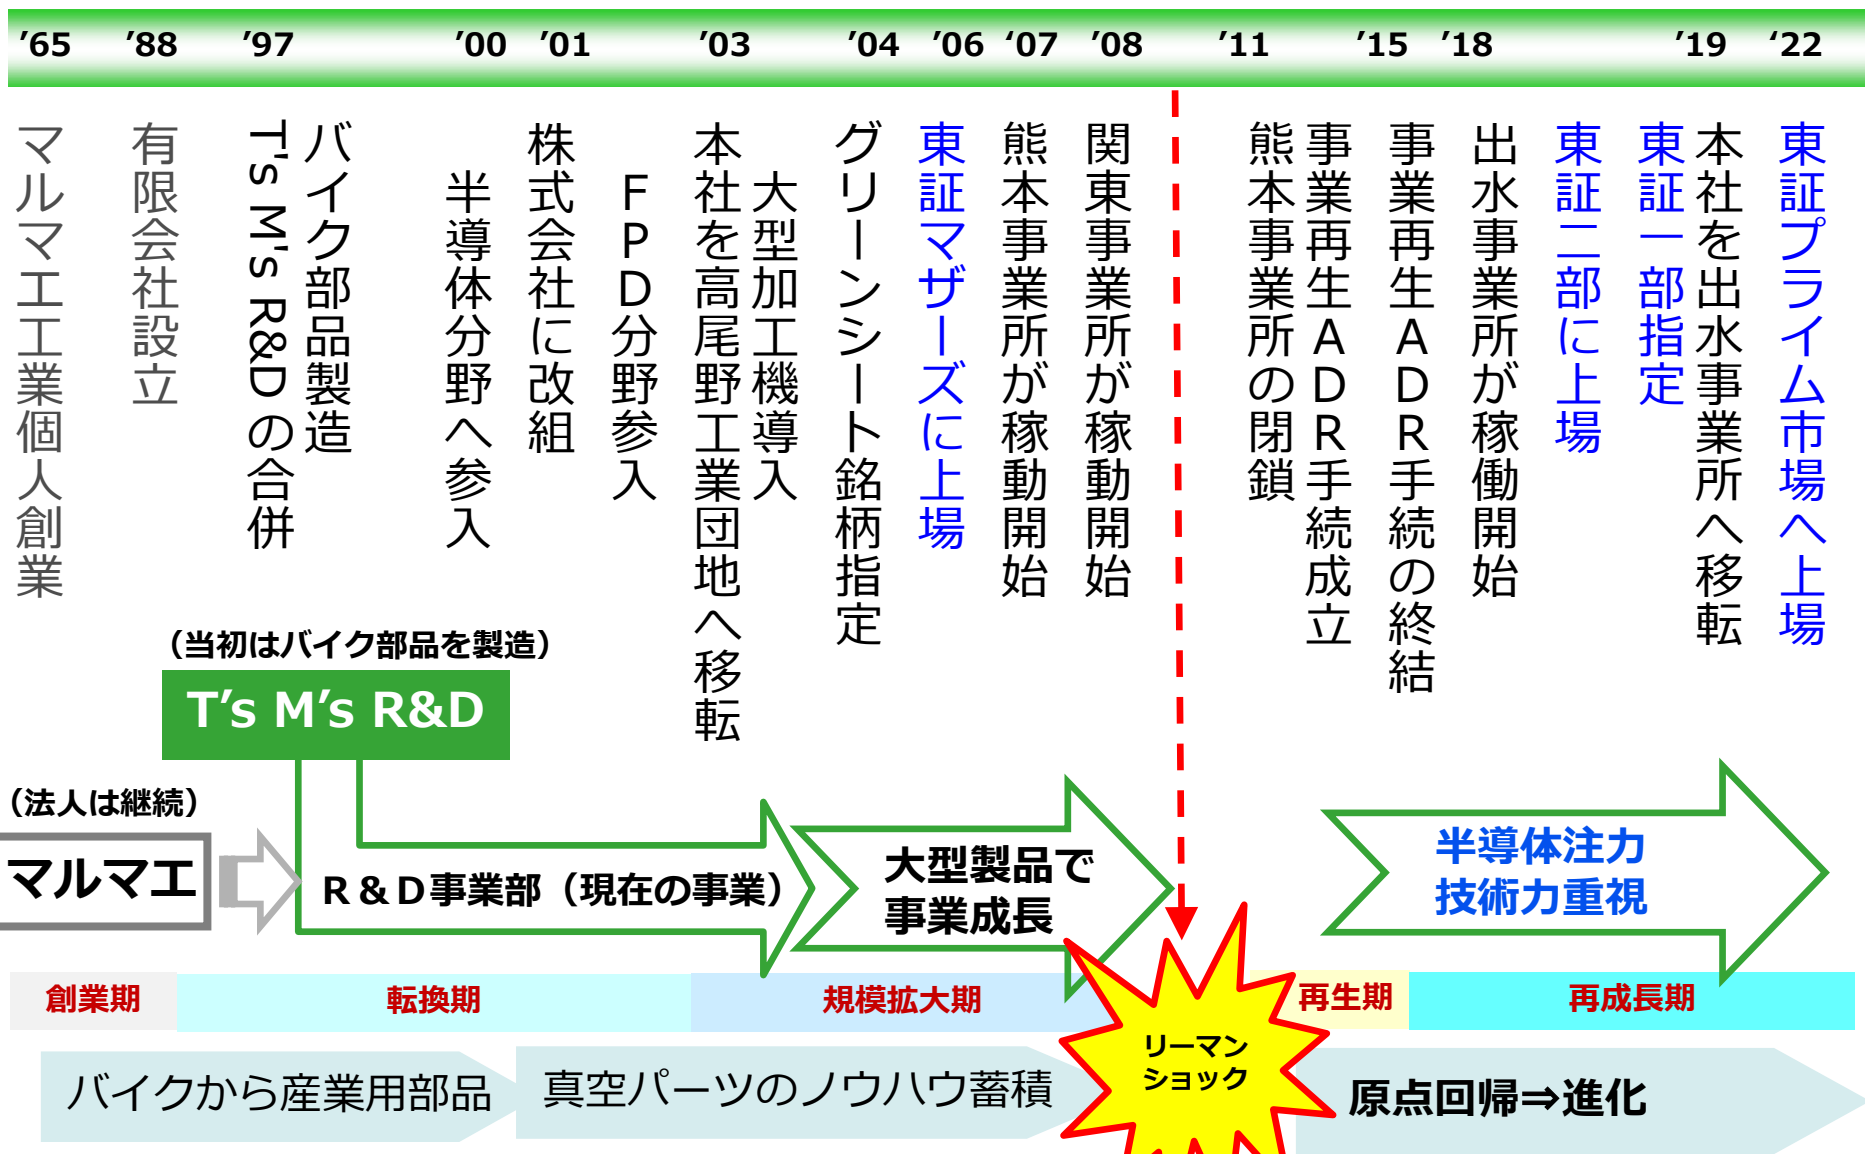 ’65 ’88 ’97 ’00 ’01 ’03 ’04 ’06 ‘07 ’08 ’11 ’15 ’18 ’19 ‘22
マルマエ工業個人創業
有限会社設立
T's M's R&Dの合併
バイク部品製造
半導体分野へ参入
株式会社に改組
ＦＰＤ分野参入
本社を高尾野工業団地へ移転
大型加工機導入
グリーンシート銘柄指定
東証マザーズに上場
熊本事業所が稼動開始
関東事業所が稼動開始
熊本事業所の閉鎖
事業再生ＡＤＲ手続成立
事業再生ＡＤＲ手続の終結
出水事業所が稼働開始
東証二部に上場
東証一部指定
本社を出水事業所へ移転
東証プライム市場へ上場
（当初はバイク部品を製造）
T’s M’s R&D
（法人は継続）
マルマエ
Ｒ＆Ｄ事業部（現在の事業）
大型製品で
事業成長
半導体注力
技術力重視
創業期 転換期 規模拡大期 再生期 再成長期
リーマン
ショック
バイクから産業用部品
真空パーツのノウハウ蓄積
原点回帰⇒進化